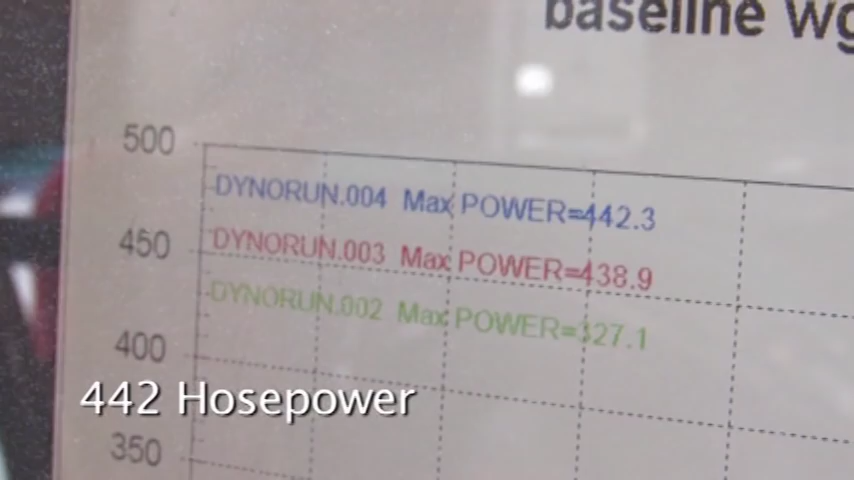 baseline wg
500
DYNORUN.004 Max POWER=442.3
450
DYNORUN.003 Max POWER=438.9
DYNORUN.002 Max POWER=327.1
400
442 Hosepower
350